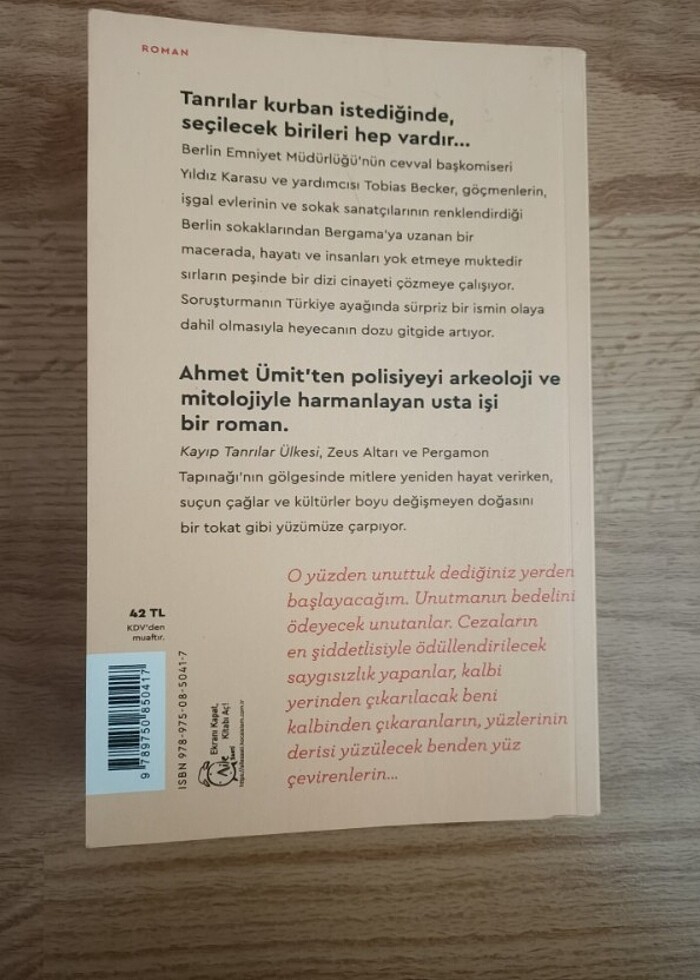 ROMAN
Tanrılar kurban istediğinde,
seçilecek birileri hep vardır...
Berlin Emniyet Müdürlüğü'nün cevval başkomiseri
Yıldız Karasu ve yardımcısı Tobias Becker, göçmenlerin,
işgal evlerinin ve sokak sanatçılarının renklendirdiği
Berlin sokaklarından Bergama'ya uzanan bir
macerada, hayatı ve insanları yok etmeye muktedir
sırların peşinde bir dizi cinayeti çözmeye çalışıyor.
Soruşturmanın Türkiye ayağında sürpriz bir ismin olaya
dahil olmasıyla heyecanın dozu gitgide artıyor.
Ahmet Ümit'ten polisiyeyi arkeoloji ve
mitolojiyle harmanlayan usta işi
bir roman.
Kayıp Tanrılar Ülkesi, Zeus Altarı ve Pergamon
Tapınağı'nın gölgesinde mitlere yeniden hayat verirken,
suçun çağlar ve kültürler boyu değişmeyen doğasını
bir tokat gibi yüzümüze çarpıyor.
O yüzden unuttuk dediğiniz yerden
başlayacağım. Unutmanın bedelini
ödeyecek unutanlar. Cezaların
en şiddetlisiyle ödüllendirilecek
saygısızlık yapanlar, kalbi
yerinden çıkarılacak beni
kalbinden çıkaranların, yüzlerinin
derisi yüzülecek benden yüz
çevirenlerin...
42 TL
KDV'den
muaftır.
9 789750 850417
ISBN 978-975-08-5041-7
Ekranı Kapat,
Kitabı Aç!
Aile